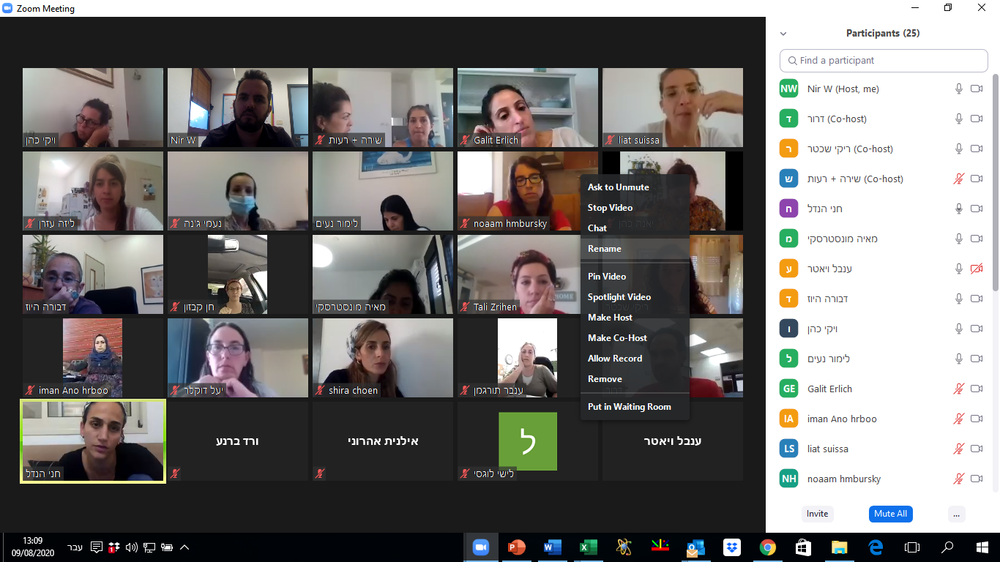 Zoom Meeting
ויקי כהן
Nir W
שירה + רעות
Galit Erlich
liat suissa
ליזה עזרן
נעמי ג'ינה
לימור נעים
noaam hmbursky
דבורה היוז
חן קבזון
מאיה מונסטרסקי
Tali Zrihen
iman Ano hrboo
יעל דוקלר
shira choen
ענבר תורגמן
חני הנדל
ורד ברנע
אילנית אהרוני
ל
לישי לוגסי
ענבל ויאטר
Ask to Unmute
Stop Video
Chat
Rename
Pin Video
Spotlight Video
Make Host
Make Co-Host
Allow Record
Remove
Put in Waiting Room
Participants (25)
Find a participant
NW Nir W (Host, me)
ד דרור (Co-host)
ר ריקי שכטר (Co-host)
ש שירה + רעות (Co-host)
ח חני הנדל
מ מאיה מונסטרסקי
ע ענבל ויאטר
ד דבורה היוז
ו ויקי כהן
ל לימור נעים
GE Galit Erlich
IA iman Ano hrboo
LS liat suissa
NH noaam hmbursky
Invite
Mute All
...
13:09
09/08/2020
עבר